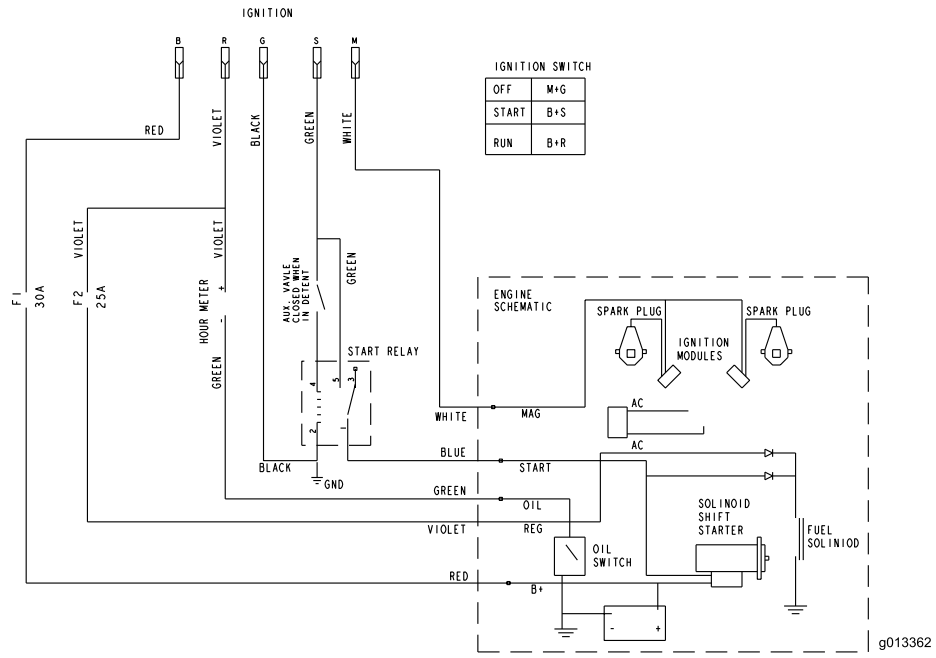 IGNITION
B R G S M
IGNITION SWITCH
OFF M+G
START B+S
RUN B+R
RED
VIOLET
BLACK
GREEN
WHITE
VIOLET
VIOLET
GREEN
F1
30A
F2
25A
HOUR METER
+
-
GREEN
AUX. VAVLE
CLOSED WHEN
IN DETENT
START RELAY
4
5
3
2
1
ENGINE
SCHEMATIC
SPARK PLUG
SPARK PLUG
IGNITION
MODULES
WHITE
MAG
AC
AC
BLACK
GND
BLUE
START
GREEN
OIL
VIOLET
REG
SOLINOID
SHIFT
STARTER
FUEL
SOLINIOD
OIL
SWITCH
RED
B+
- +
g013362